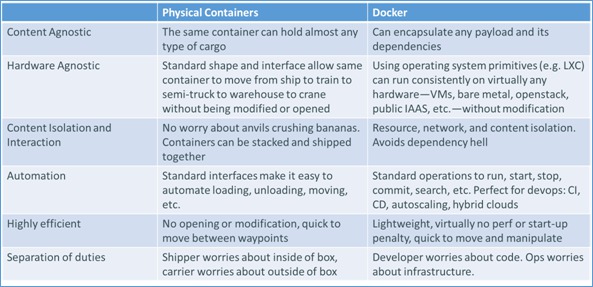 Physical Containers
Docker
Content Agnostic
The same container can hold almost any
type of cargo
Can encapsulate any payload and its
dependencies
Hardware Agnostic
Standard shape and interface allow same
container to move from ship to train to
semi-truck to warehouse to crane
without being modified or opened
Using operating system primitives (e.g. LXC)
can run consistently on virtually any
hardware—VMs, bare metal, openstack,
public IAAS, etc.—without modification
Content Isolation and
Interaction
No worry about anvils crushing bananas.
Containers can be stacked and shipped
together
Resource, network, and content isolation.
Avoids dependency hell
Automation
Standard interfaces make it easy to
automate loading, unloading, moving,
etc.
Standard operations to run, start, stop,
commit, search, etc. Perfect for devops: CI,
CD, autoscaling, hybrid clouds
Highly efficient
No opening or modification, quick to
move between waypoints
Lightweight, virtually no perf or start-up
penalty, quick to move and manipulate
Separation of duties
Shipper worries about inside of box,
carrier worries about outside of box
Developer worries about code. Ops worries
about infrastructure.